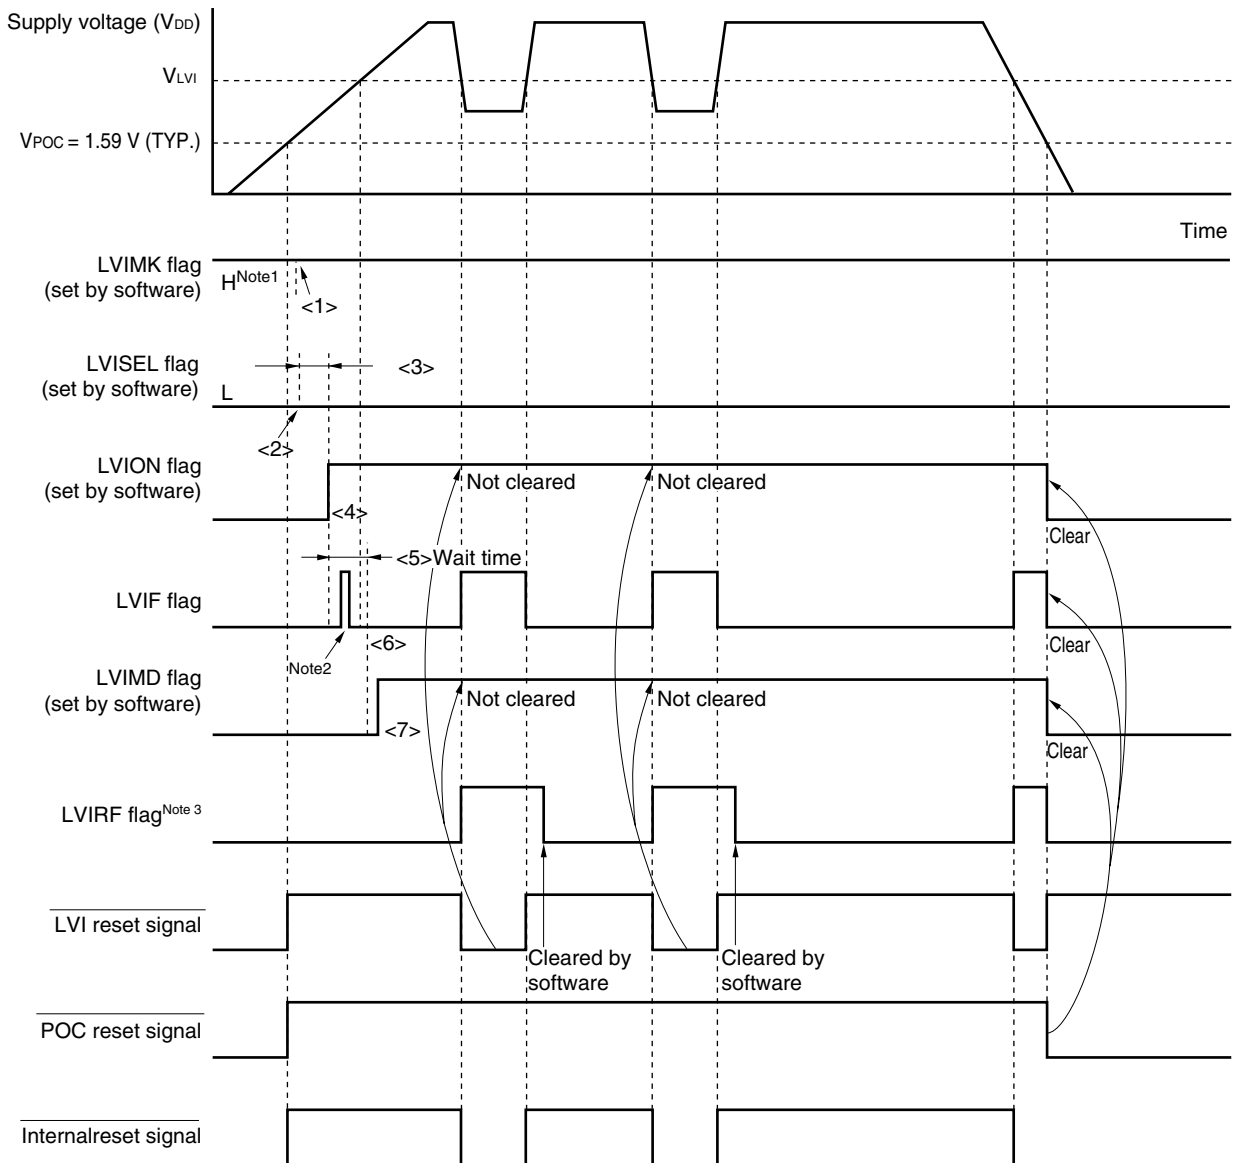 Supply voltage (VDD)
VLVI
VPOC = 1.59 V (TYP.)
Time
LVIMK flag
(set by software)
HNote1
<1>
LVISEL flag
(set by software)
<3>
L
<2>
LVION flag
(set by software)
Not cleared
Not cleared
<4>
Clear
<5>Wait time
LVIF flag
<6>
Note2
Clear
LVIMD flag
(set by software)
Not cleared
Not cleared
<7>
Clear
LVIRF flagNote 3
LVI reset signal
Cleared by
software
Cleared by
software
POC reset signal
Internalreset signal